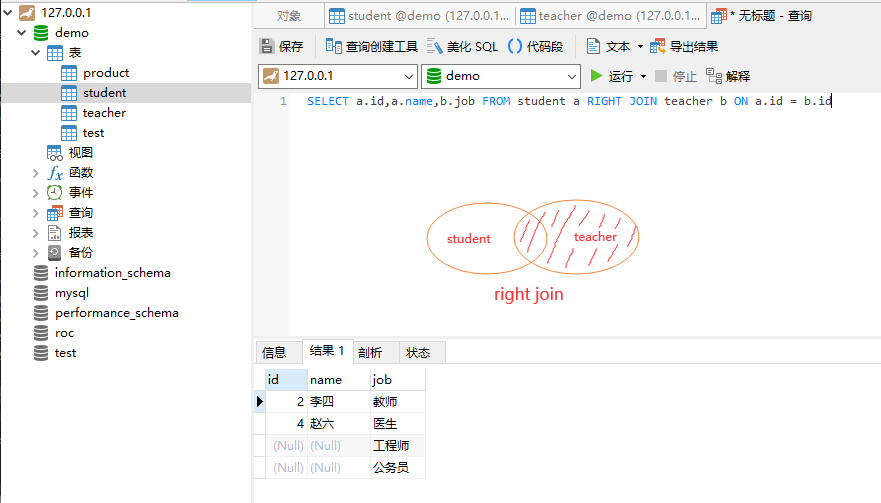 127.0.0.1
demo
表
product
student
teacher
test
视图
函数
事件
查询
报表
备份
information_schema
mysql
performance_schema
roc
test
对象 student @demo (127.0.0.1... teacher @demo (127.0.0.1... * 无标题 - 查询
保存 查询创建工具 美化 SQL 代码段 文本 导出结果
127.0.0.1 demo 运行 停止 解释
1 SELECT a.id,a.name,b.job FROM student a RIGHT JOIN teacher b ON a.id = b.id
student teacher
right join
信息 结果 1 剖析 状态
id name job
2 李四 教师
4 赵六 医生
(Null) (Null) 工程师
(Null) (Null) 公务员